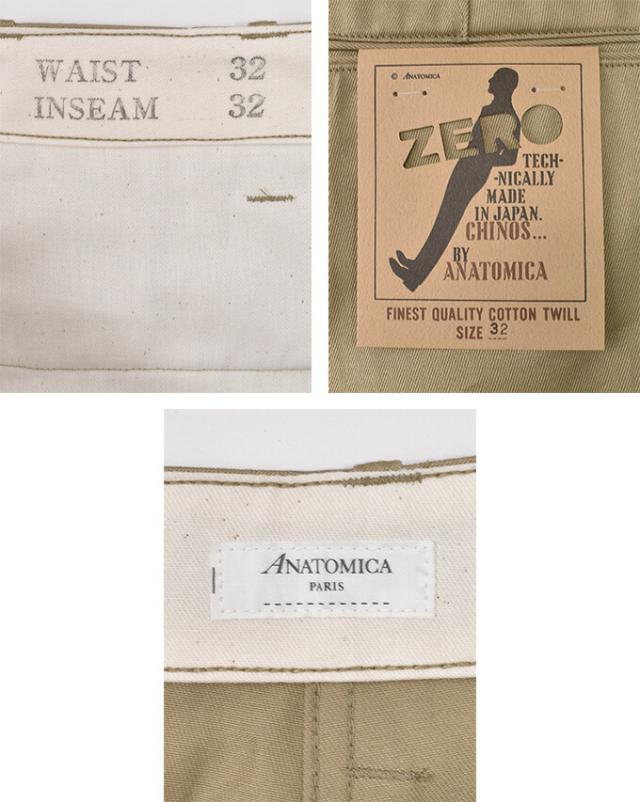 WAIST 32
INSEAM 32
© ANATOMICA
ZERO
TECH-
-NICALLY
MADE
IN JAPAN.
CHINOS...
BY
ANATOMICA
FINEST QUALITY COTTON TWILL
SIZE 32
ANATOMICA
PARIS